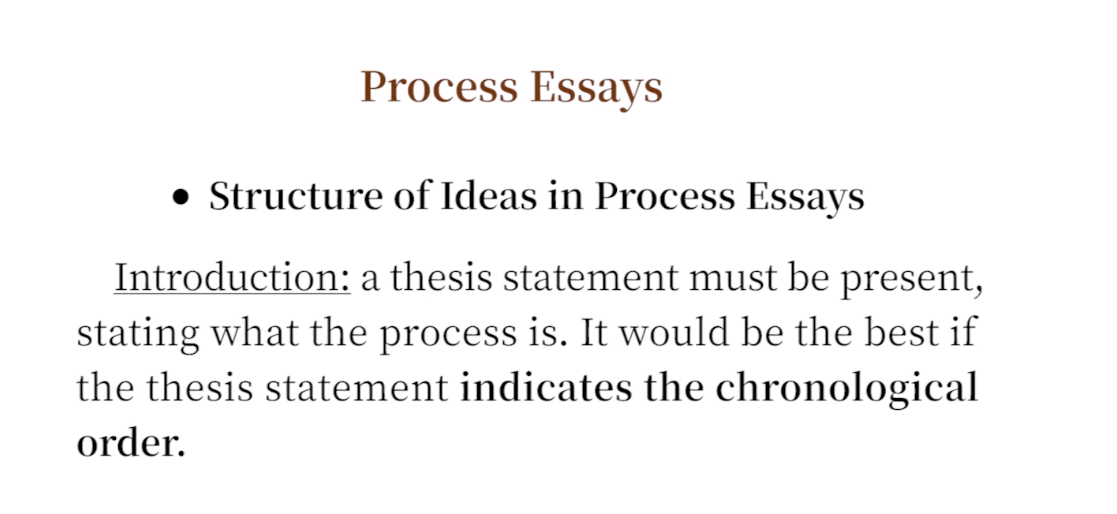 Process Essays
• Structure of Ideas in Process Essays
Introduction: a thesis statement must be present,
stating what the process is. It would be the best if
the thesis statement indicates the chronological
order.